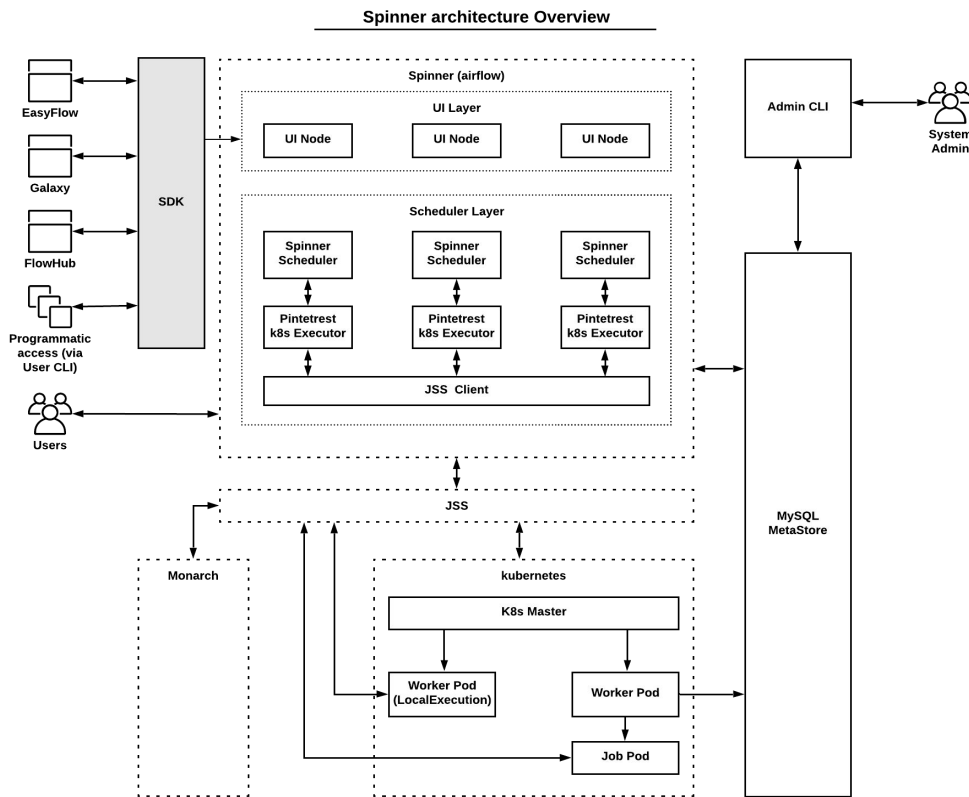 Spinner architecture Overview
EasyFlow
Galaxy
FlowHub
Programmatic
access (via
User CLI)
Users
SDK
Spinner (airflow)
UI Layer
UI Node
UI Node
UI Node
Scheduler Layer
Spinner
Scheduler
Spinner
Scheduler
Spinner
Scheduler
Pintetrest
k8s Executor
Pintetrest
k8s Executor
Pintetrest
k8s Executor
JSS Client
Admin CLI
System
Admin
MySQL
MetaStore
JSS
Monarch
kubernetes
K8s Master
Worker Pod
(LocalExecution)
Worker Pod
Job Pod